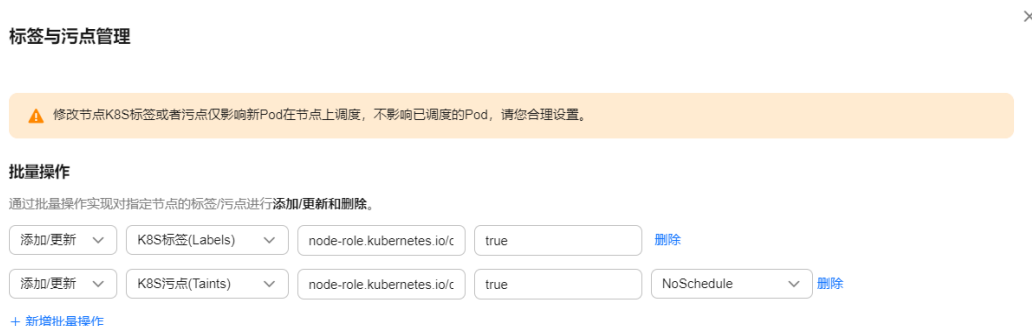 标签与污点管理
修改节点K8S标签或者污点仅影响新Pod在节点上调度，不影响已调度的Pod，请您合理设置。
批量操作
通过批量操作实现对指定节点的标签/污点进行添加/更新和删除。
添加/更新 K8S标签(Labels) node-role.kubernetes.io/c true 删除
添加/更新 K8S污点(Taints) node-role.kubernetes.io/c true NoSchedule 删除
+ 新增批量操作